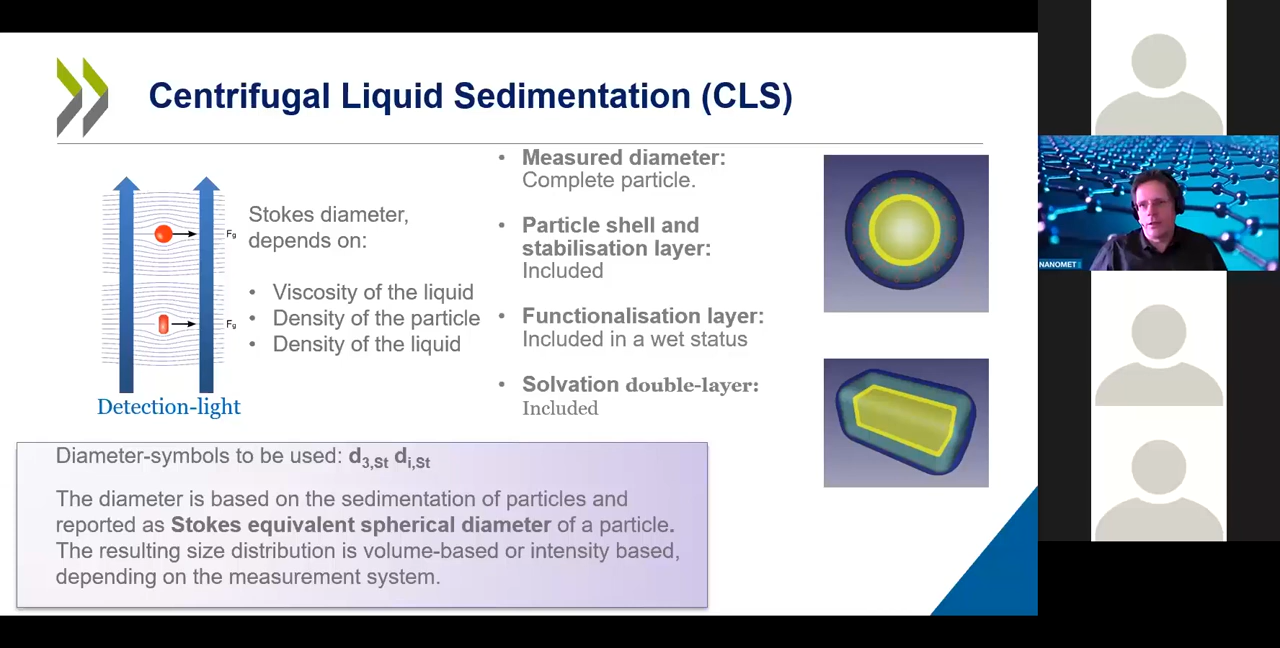 Centrifugal Liquid Sedimentation (CLS)
Fg
Fg
Detection-light
Stokes diameter,
depends on:
• Viscosity of the liquid
• Density of the particle
• Density of the liquid
• Measured diameter:
Complete particle.
• Particle shell and
stabilisation layer:
Included
• Functionalisation layer:
Included in a wet status
• Solvation double-layer:
Included
Diameter-symbols to be used: d3,St di,St
The diameter is based on the sedimentation of particles and
reported as Stokes equivalent spherical diameter of a particle.
The resulting size distribution is volume-based or intensity based,
depending on the measurement system.
NANOMET